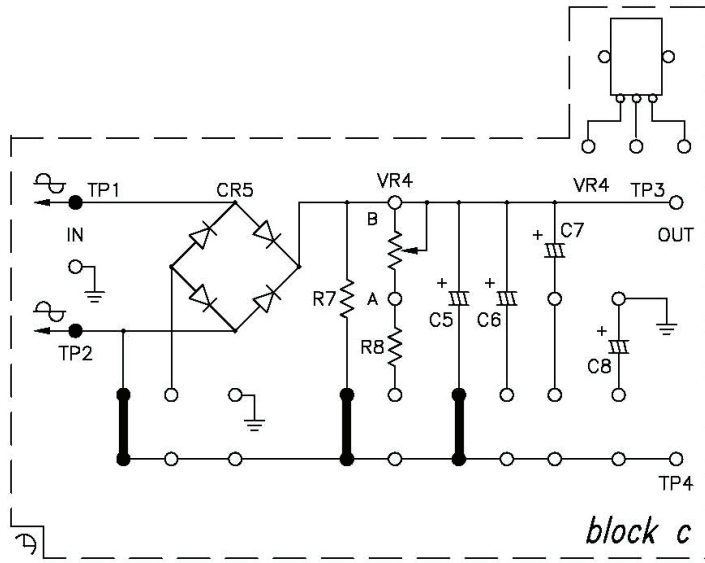 TP1
CR5
VR4
VR4
TP3
IN
B
+
C7
OUT
+
+
R7
A
TP2
R8
C5
C6
+
C8
TP4
block c